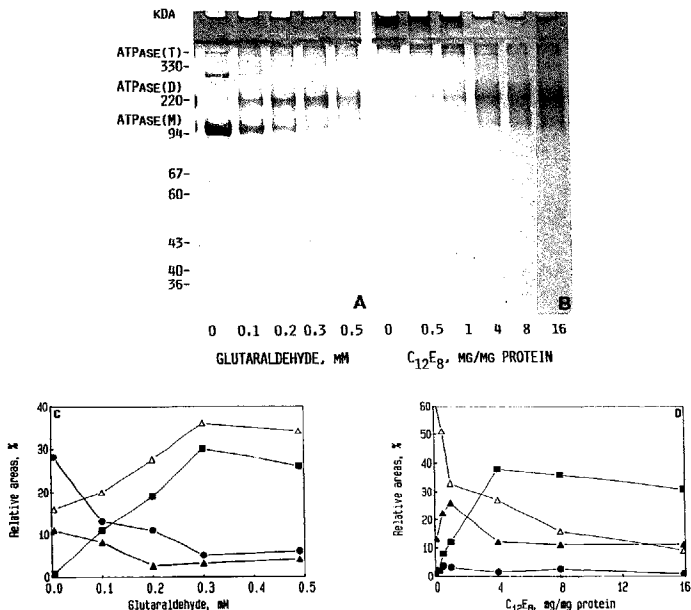 KDA
ATPASE(T)-
330-
ATPASE(D)
220-
ATPASE(M)
94-
67-
60-
43-
40-
36-
A
B
0 0.1 0.2 0.3 0.5 0 0.5 1 4 8 16
GLUTARALDEHYDE, MM
C12E8, MG/MG PROTEIN
C
40
30
20
10
0
Relative areas, %
0.0 0.1 0.2 0.3 0.4 0.5
Glutaraldehyde, mM
D
60
50
40
30
20
10
0
Relative areas, %
0 4 8 12 16
C12E8, mg/mg protein